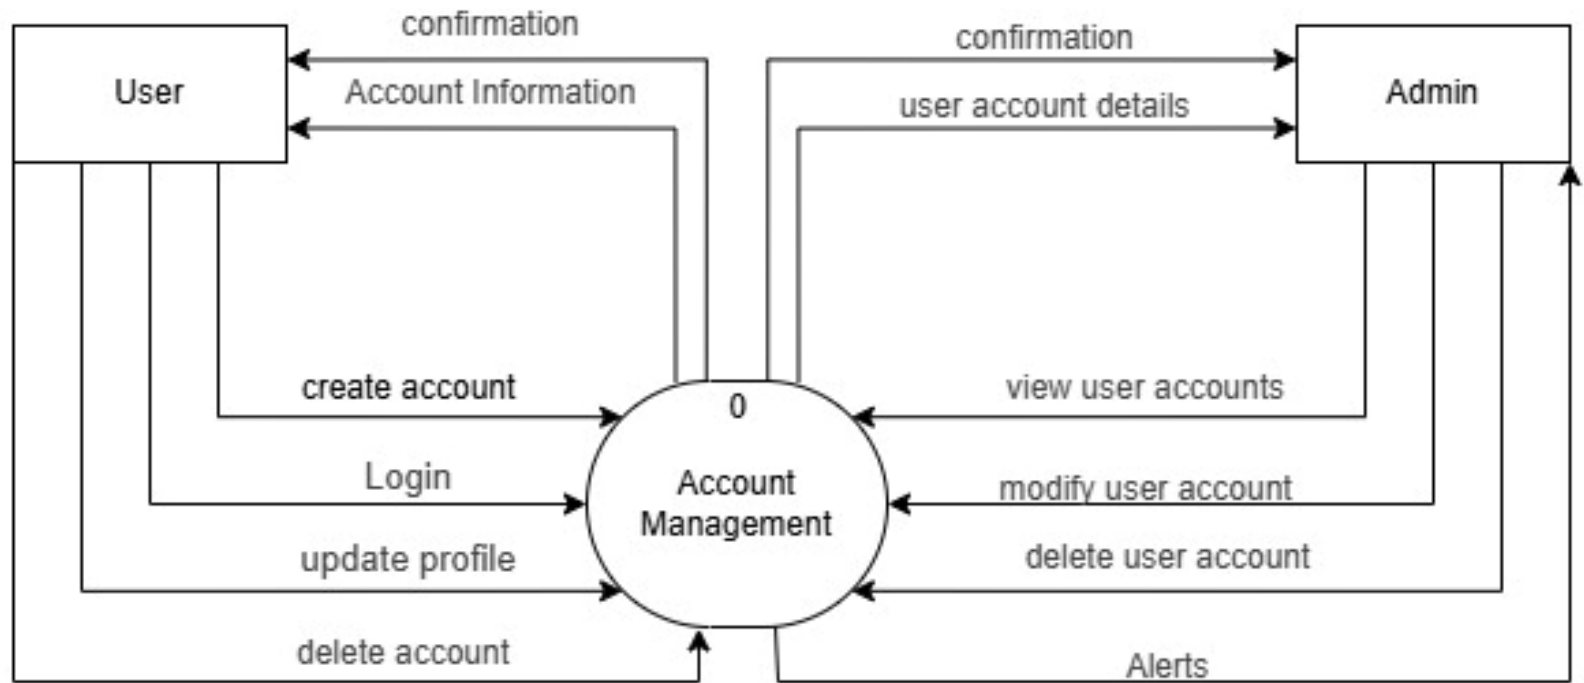 confirmation
confirmation
User
Account Information
user account details
Admin
create account
0
view user accounts
Login
Account
Management
modify user account
update profile
delete user account
delete account
Alerts